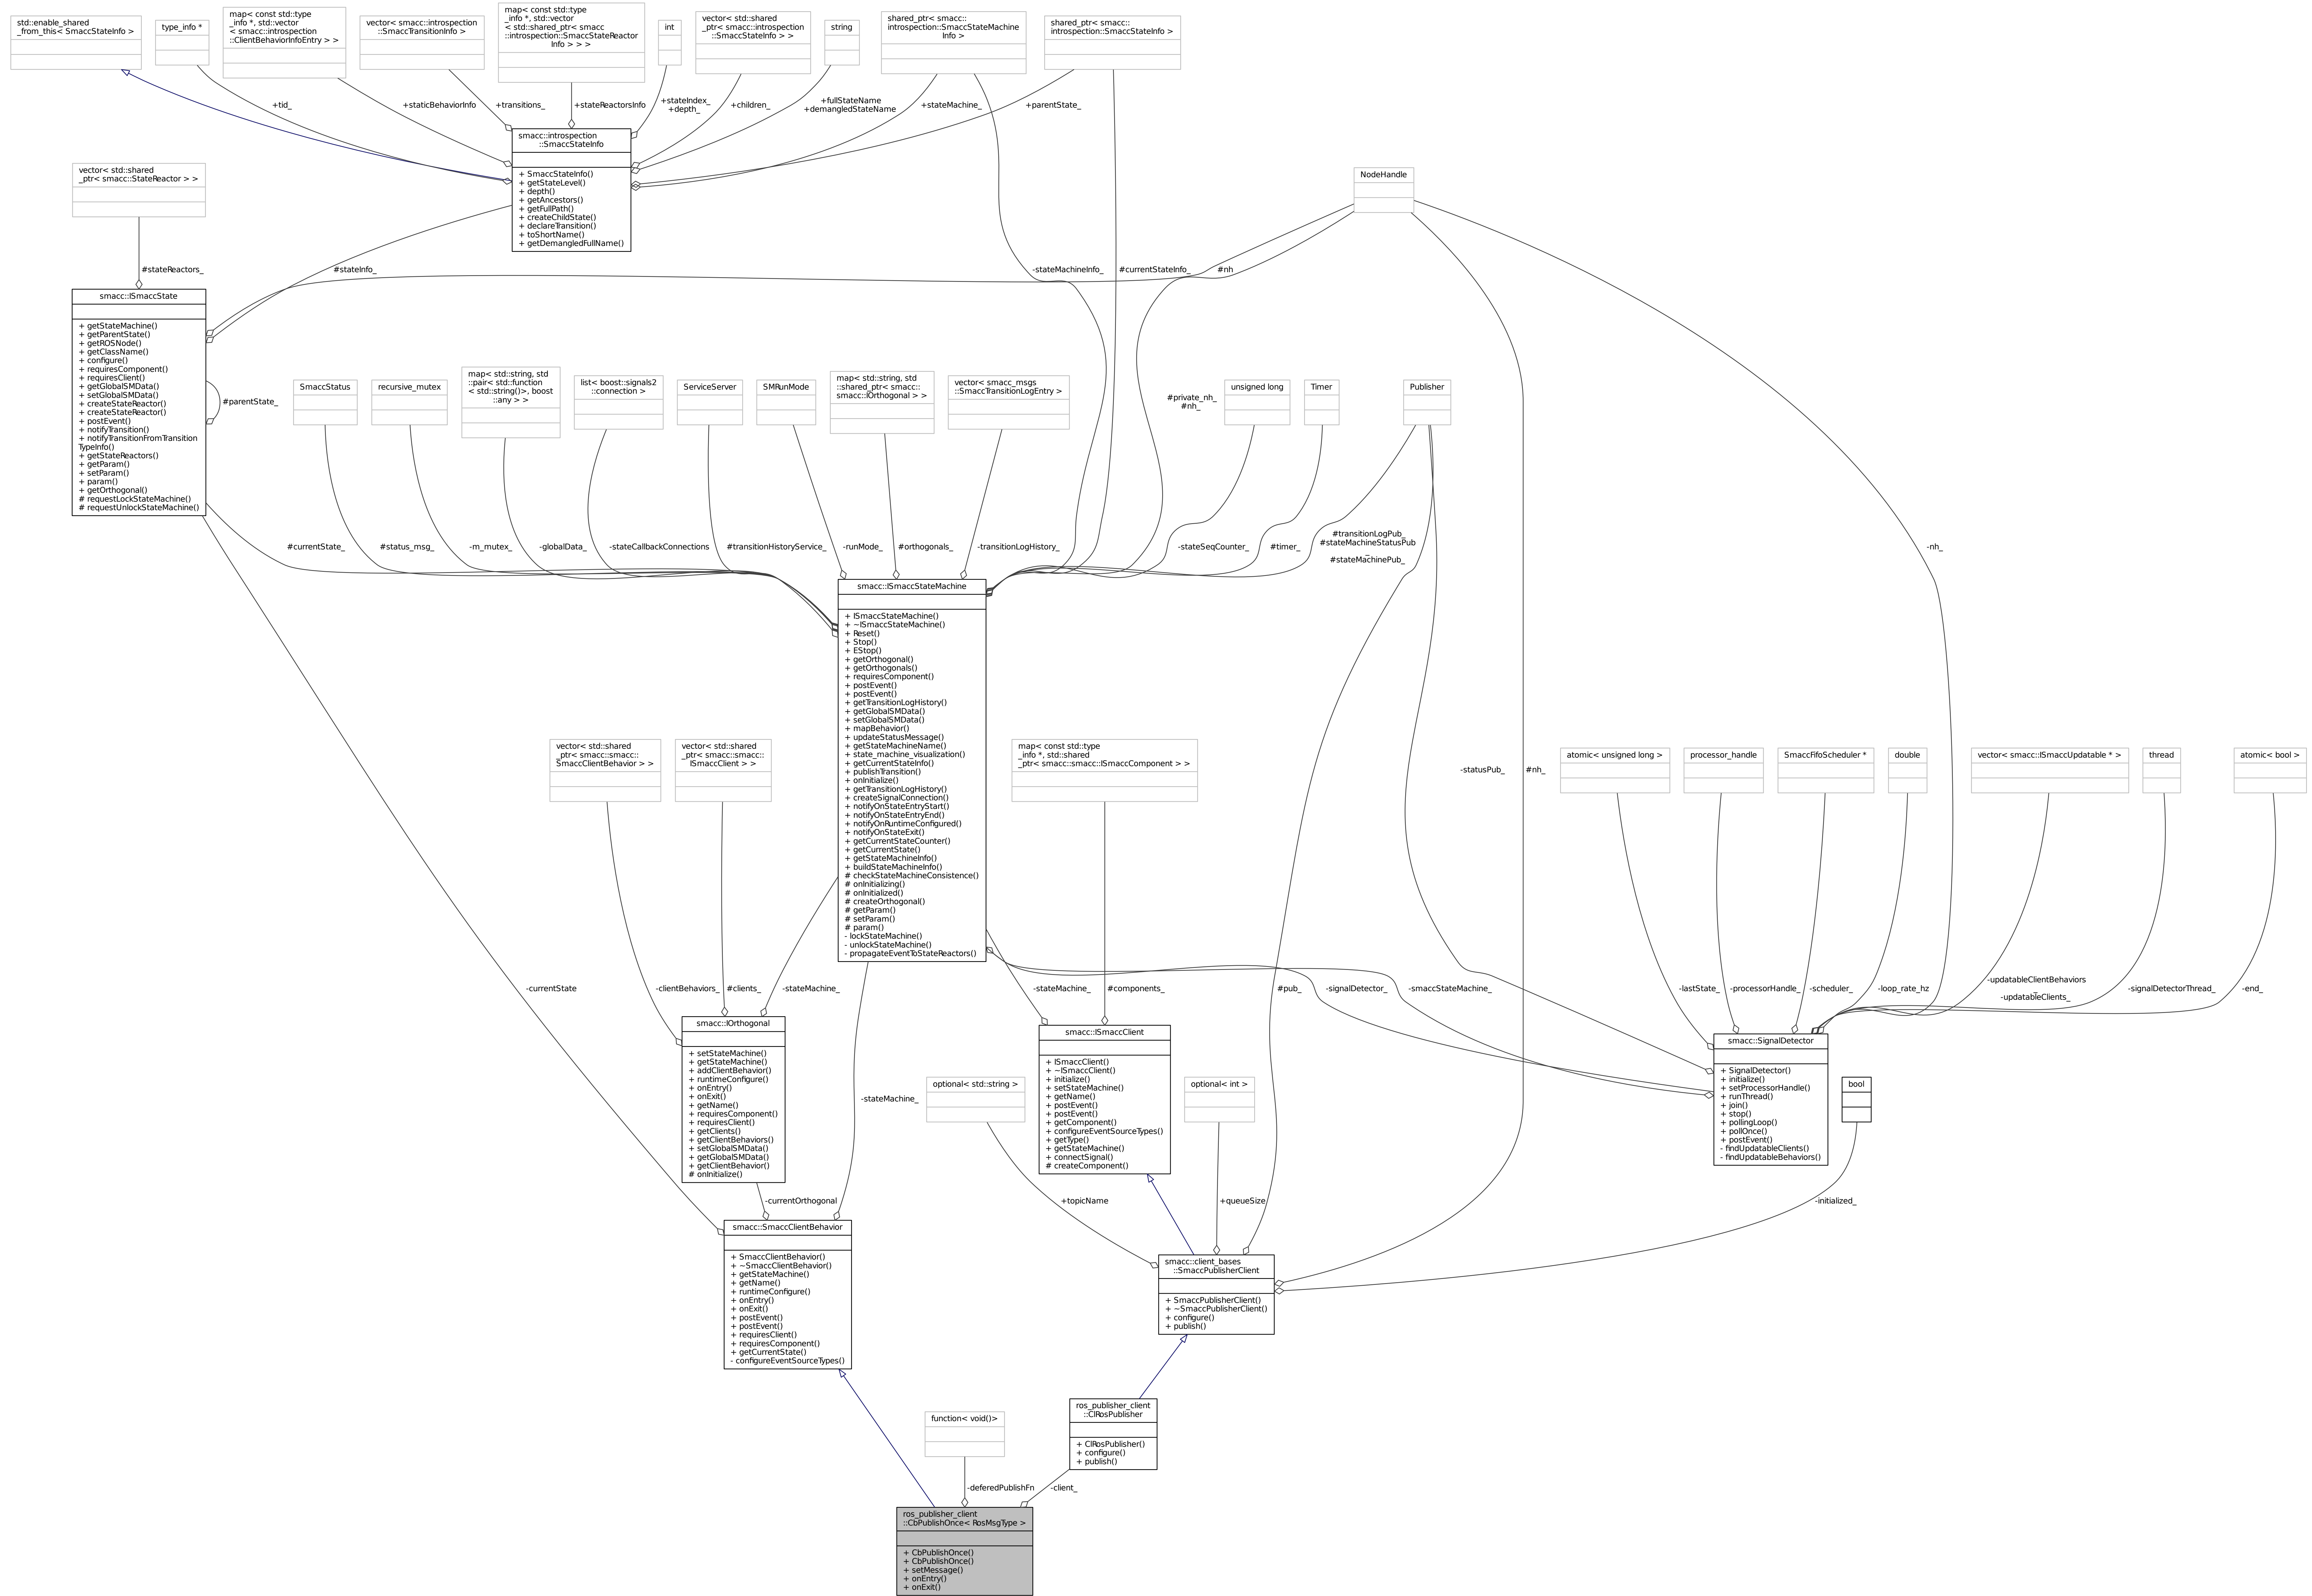 std::enable_shared
_from_this< SmaccStateInfo >
type_info *
map< const std::type
_info *, std::vector
< smacc::introspection
::ClientBehaviorInfoEntry > >
vector< smacc::introspection
::SmaccTransitionInfo >
map< const std::type
_info *, std::vector
< std::shared_ptr< smacc
::introspection::SmaccStateReactor
Info > > >
int
vector< std::shared
_ptr< smacc::introspection
::SmaccStateInfo > >
string
shared_ptr< smacc::
introspection::SmaccStateMachine
Info >
shared_ptr< smacc::
introspection::SmaccStateInfo >
+tid_
+staticBehaviorInfo
+transitions_
+stateReactorsInfo
+stateIndex_
+depth_
+children_
+fullStateName
+demangledStateName
+stateMachine_
+parentState_
smacc::introspection
::SmaccStateInfo
+ SmaccStateInfo()
+ getStateLevel()
+ depth()
+ getAncestors()
+ getFullPath()
+ createChildState()
+ declareTransition()
+ toShortName()
+ getDemangledFullName()
vector< std::shared
_ptr< smacc::StateReactor > >
NodeHandle
#stateReactors_
#stateInfo_
-stateMachineInfo_
#currentStateInfo_
#nh
smacc::ISmaccState
+ getStateMachine()
+ getParentState()
+ getROSNode()
+ getClassName()
+ configure()
+ requiresComponent()
+ requiresClient()
+ getGlobalSMData()
+ setGlobalSMData()
+ createStateReactor()
+ createStateReactor()
+ postEvent()
+ notifyTransition()
+ notifyTransitionFromTransition
TypeInfo()
+ getStateReactors()
+ getParam()
+ setParam()
+ param()
+ getOrthogonal()
# requestLockStateMachine()
# requestUnlockStateMachine()
#parentState_
SmaccStatus
recursive_mutex
map< std::string, std
::pair< std::function
< std::string()>, boost
::any > >
list< boost::signals2
::connection >
ServiceServer
SMRunMode
map< std::string, std
::shared_ptr< smacc::
smacc::IOrthogonal > >
vector< smacc_msgs
::SmaccTransitionLogEntry >
#private_nh_
#nh_
unsigned long
Timer
Publisher
#currentState_
#status_msg_
-m_mutex_
-globalData_
-stateCallbackConnections
#transitionHistoryService_
-runMode_
#orthogonals_
-transitionLogHistory_
-stateSeqCounter_
#timer_
#transitionLogPub_
#stateMachineStatusPub
_
#stateMachinePub_
-nh_
smacc::ISmaccStateMachine
+ ISmaccStateMachine()
+ ~ISmaccStateMachine()
+ Reset()
+ Stop()
+ EStop()
+ getOrthogonal()
+ getOrthogonals()
+ requiresComponent()
+ postEvent()
+ postEvent()
+ getTransitionLogHistory()
+ getGlobalSMData()
+ setGlobalSMData()
+ mapBehavior()
+ updateStatusMessage()
+ getStateMachineName()
+ state_machine_visualization()
+ getCurrentStateInfo()
+ publishTransition()
+ onInitialize()
+ getTransitionLogHistory()
+ createSignalConnection()
+ notifyOnStateEntryStart()
+ notifyOnStateEntryEnd()
+ notifyOnRuntimeConfigured()
+ notifyOnStateExit()
+ getCurrentStateCounter()
+ getCurrentState()
+ getStateMachineInfo()
+ buildStateMachineInfo()
# checkStateMachineConsistence()
# onInitializing()
# onInitialized()
# createOrthogonal()
# getParam()
# setParam()
# param()
- lockStateMachine()
- unlockStateMachine()
- propagateEventToStateReactors()
vector< std::shared
_ptr< smacc::smacc::
SmaccClientBehavior > >
vector< std::shared
_ptr< smacc::smacc::
ISmaccClient > >
map< const std::type
_info *, std::shared
_ptr< smacc::smacc::ISmaccComponent > >
-statusPub_
#nh_
atomic< unsigned long >
processor_handle
SmaccFifoScheduler *
double
vector< smacc::ISmaccUpdatable * >
thread
atomic< bool >
-currentState
-clientBehaviors_
#clients_
-stateMachine_
-stateMachine_
#components_
#pub_
-signalDetector_
-smaccStateMachine_
-lastState_
-processorHandle_
-scheduler_
-loop_rate_hz
-updatableClientBehaviors
_
-updatableClients_
-signalDetectorThread_
-end_
smacc::IOrthogonal
+ setStateMachine()
+ getStateMachine()
+ addClientBehavior()
+ runtimeConfigure()
+ onEntry()
+ onExit()
+ getName()
+ requiresComponent()
+ requiresClient()
+ getClients()
+ getClientBehaviors()
+ setGlobalSMData()
+ getGlobalSMData()
+ getClientBehavior()
# onInitialize()
-stateMachine_
optional< std::string >
smacc::ISmaccClient
+ ISmaccClient()
+ ~ISmaccClient()
+ initialize()
+ setStateMachine()
+ getName()
+ postEvent()
+ postEvent()
+ getComponent()
+ configureEventSourceTypes()
+ getType()
+ getStateMachine()
+ connectSignal()
# createComponent()
optional< int >
smacc::SignalDetector
+ SignalDetector()
+ initialize()
+ setProcessorHandle()
+ runThread()
+ join()
+ stop()
+ pollingLoop()
+ pollOnce()
+ postEvent()
- findUpdatableClients()
- findUpdatableBehaviors()
bool
-currentOrthogonal
+topicName
+queueSize
-initialized_
smacc::SmaccClientBehavior
+ SmaccClientBehavior()
+ ~SmaccClientBehavior()
+ getStateMachine()
+ getName()
+ runtimeConfigure()
+ onEntry()
+ onExit()
+ postEvent()
+ postEvent()
+ requiresClient()
+ requiresComponent()
+ getCurrentState()
- configureEventSourceTypes()
smacc::client_bases
::SmaccPublisherClient
+ SmaccPublisherClient()
+ ~SmaccPublisherClient()
+ configure()
+ publish()
function< void()>
ros_publisher_client
::ClRosPublisher
+ ClRosPublisher()
+ configure()
+ publish()
-deferedPublishFn
-client_
ros_publisher_client
::CbPublishOnce< RosMsgType >
+ CbPublishOnce()
+ CbPublishOnce()
+ setMessage()
+ onEntry()
+ onExit()